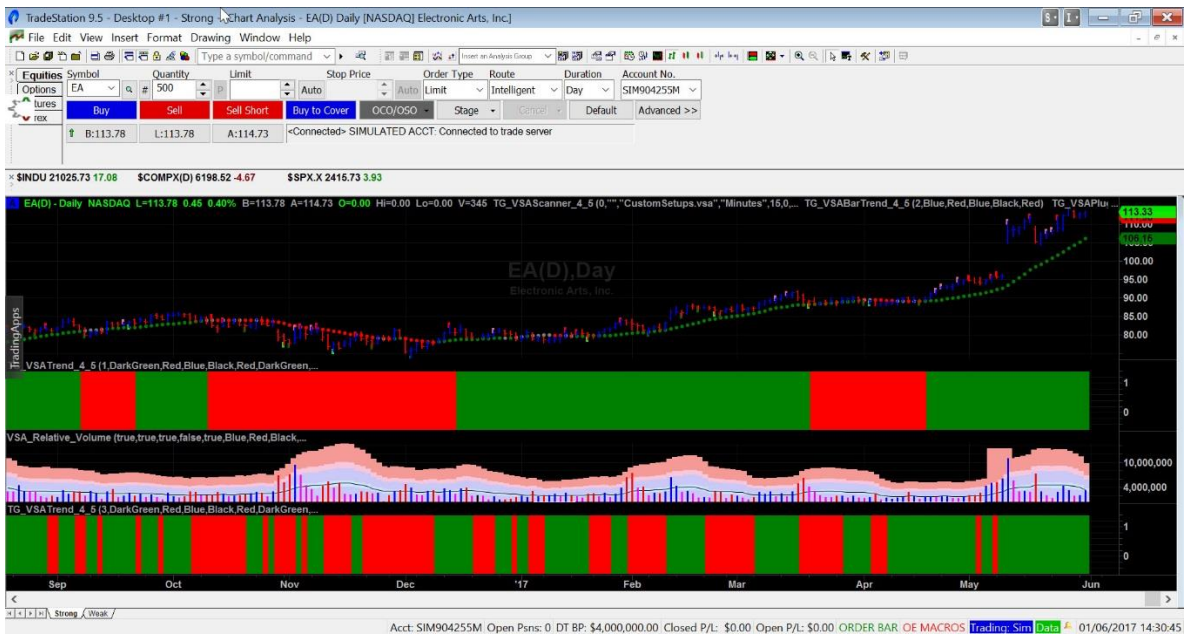 TradeStation 9.5 - Desktop #1 - Strong - Chart Analysis - EA(D) Daily [NASDAQ] Electronic Arts, Inc.]
File Edit View Insert Format Drawing Window Help
Type a symbol/command Insert an Analysis Group
Equities Symbol Quantity Limit Stop Price Order Type Route Duration Account No.
Options EA # 500 P Auto Auto Limit Intelligent Day SIM904255M
tures
rex Buy Sell Sell Short Buy to Cover OCO/OSO Stage Cancel Default Advanced >>
B:113.78 L:113.78 A:114.73 <Connected> SIMULATED ACCT: Connected to trade server
$INDU 21025.73 17.08 $COMPX(D) 6198.52 -4.67 $SPX.X 2415.73 3.93
EA(D) - Daily NASDAQ L=113.78 0.45 0.40% B=113.78 A=114.73 O=0.00 Hi=0.00 Lo=0.00 V=345 TG_VSAScanner_4_5 (0,"","CustomSetups.vsa","Minutes",15,0,... TG_VSABarTrend_4_5 (2,Blue,Red,Blue,Black,Red) TG_VSAPlu...
113.33
110.00
106.15
100.00
EA(D),Day
95.00
Electronic Arts, Inc.
90.00
85.00
80.00
TradingApps
VSATrend_4_5 (1,DarkGreen,Red,Blue,Black,Red,DarkGreen,...
1
0
VSA_Relative_Volume (true,true,true,false,true,Blue,Red,Black,...
10,000,000
4,000,000
TG_VSATrend_4_5 (3,DarkGreen,Red,Blue,Black,Red,DarkGreen,...
1
0
Sep Oct Nov Dec '17 Feb Mar Apr May Jun
Strong Weak
Acct: SIM904255M Open Psns: 0 DT BP: $4,000,000.00 Closed P/L: $0.00 Open P/L: $0.00 ORDER BAR OE MACROS Trading: Sim Data 01/06/2017 14:30:45